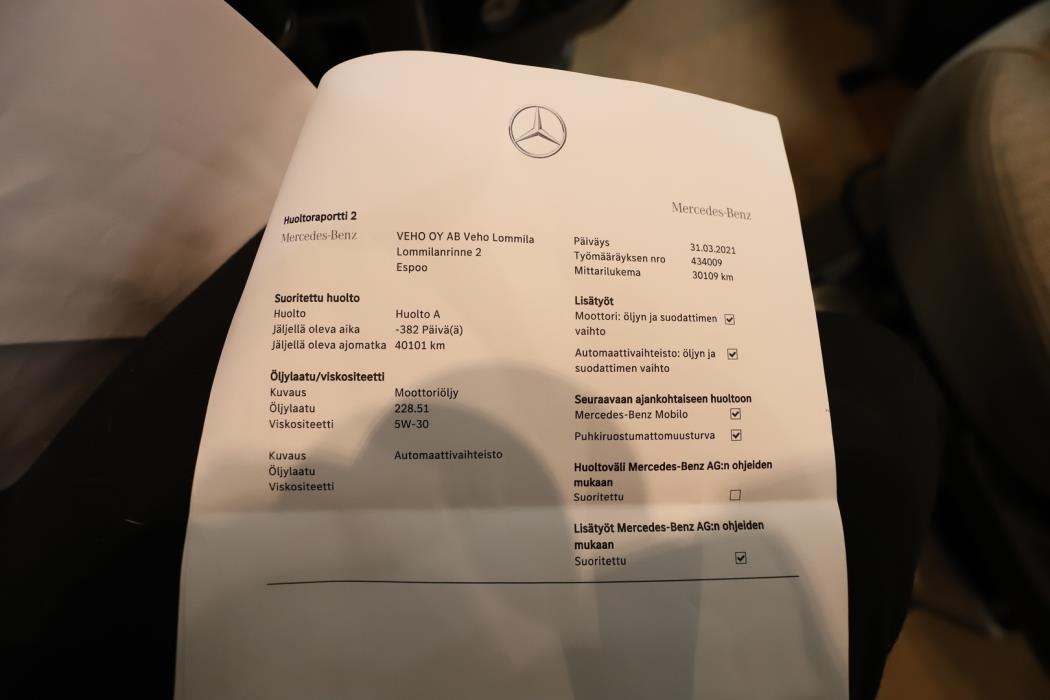 Mercedes-Benz
Huoltoraportti 2
Mercedes-Benz
VEHO OY AB Veho Lommila
Lommilanrinne 2
Espoo
Päiväys 31.03.2021
Työmääräyksen nro 434009
Mittarilukema 30109 km
Suoritettu huolto
Huolto Huolto A
Jäljellä oleva aika -382 Päivä(ä)
Jäljellä oleva ajomatka 40101 km
Öljylaatu/viskositeetti
Kuvaus Moottoriöljy
Öljylaatu 228.51
Viskositeetti 5W-30
Kuvaus Automaattivaihteisto
Öljylaatu
Viskositeetti
Lisätyöt
Moottori: öljyn ja suodattimen
vaihto
Automaattivaihteisto: öljyn ja
suodattimen vaihto
Seuraavaan ajankohtaiseen huoltoon
Mercedes-Benz Mobilo
Puhkiruostumattomuusturva
Huoltoväli Mercedes-Benz AG:n ohjeiden
mukaan
Suoritettu
Lisätyöt Mercedes-Benz AG:n ohjeiden
mukaan
Suoritettu